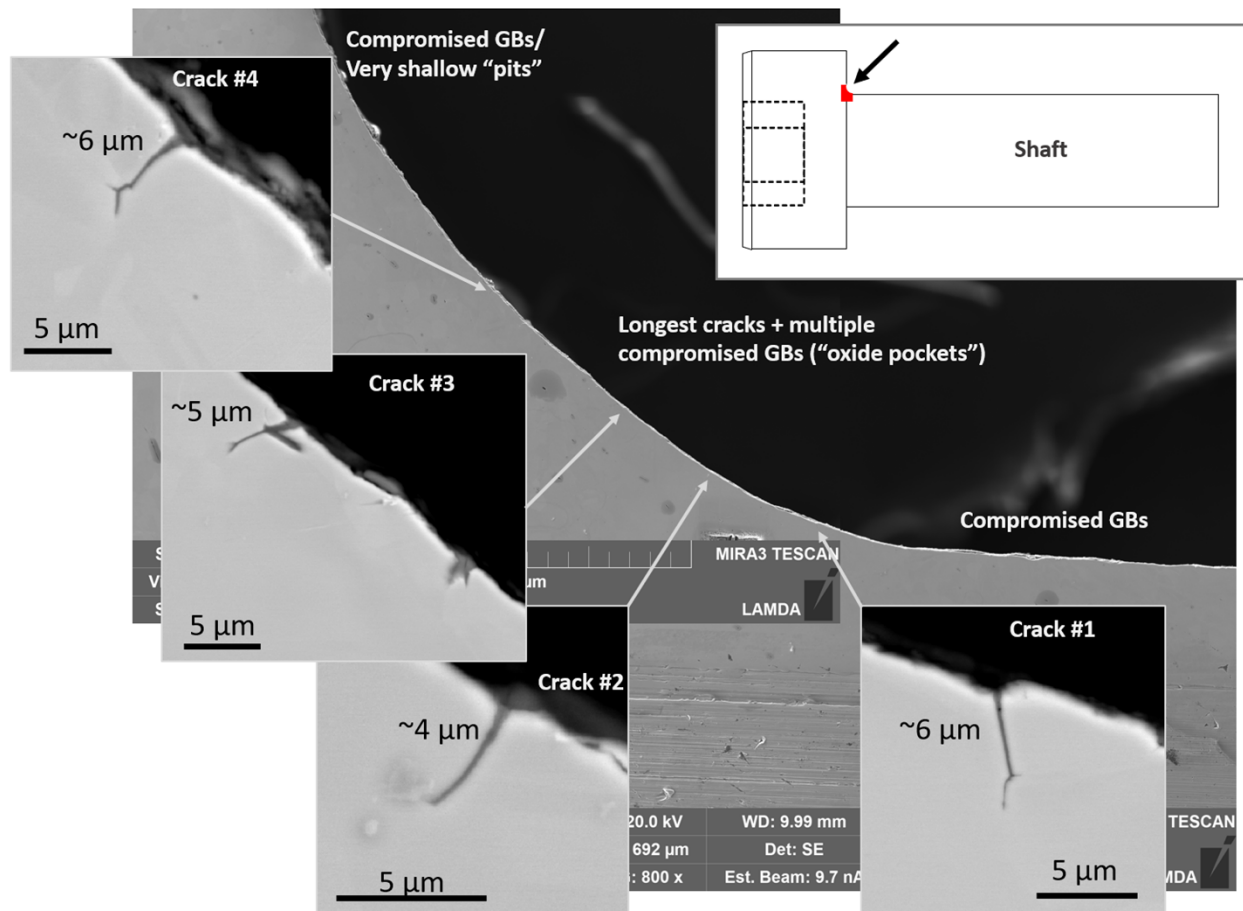 Compromised GBs/
Very shallow “pits”
Crack #4
~6 µm
5 µm
Shaft
Longest cracks + multiple
compromised GBs (“oxide pockets”)
Crack #3
~5 µm
5 µm
Compromised GBs
MIRA3 TESCAN
LAMDA
Crack #2
~4 µm
5 µm
Crack #1
~6 µm
5 µm
20.0 kV
WD: 9.99 mm
TESCAN
692 µm
Det: SE
800 x
Est. Beam: 9.7 nA